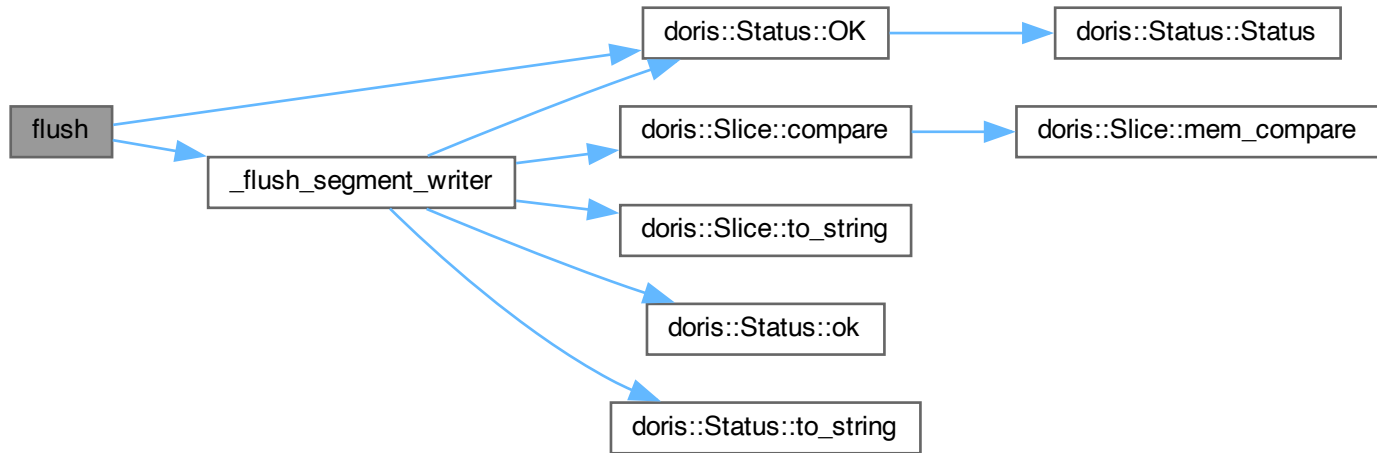 flush
_flush_segment_writer
doris::Status::OK
doris::Status::Status
doris::Slice::compare
doris::Slice::mem_compare
doris::Slice::to_string
doris::Status::ok
doris::Status::to_string